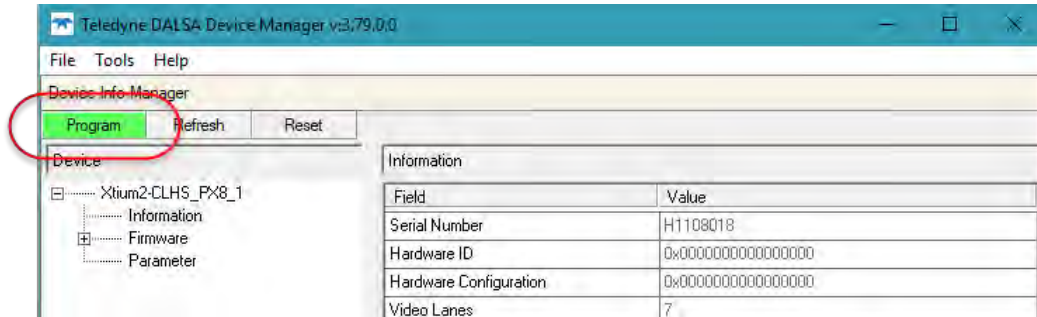 Teledyne DALSA Device Manager v:3.79.0.0
File Tools Help
Device Info Manager
Program Refresh Reset
Device
Information
Xtium2-CLHS_PX8_1
Information
Firmware
Parameter
Field Value
Serial Number H1108018
Hardware ID 0x0000000000000000
Hardware Configuration 0x0000000000000000
Video Lanes 7